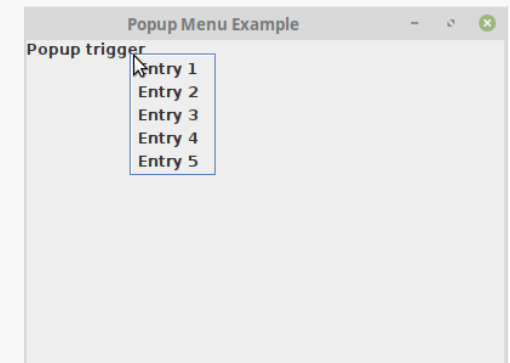 Popup Menu Example
Popup trigger
Entry 1
Entry 2
Entry 3
Entry 4
Entry 5